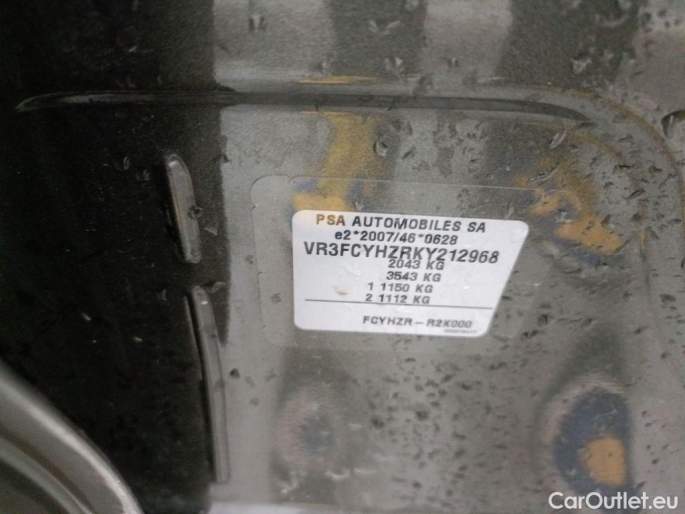 PSA AUTOMOBILES SA
e2*2007/46*0628
VR3FCYHZRKY212968
2043 KG
3543 KG
1 1150 KG
2 1112 KG
FCYHZR - R2K000
CarOutlet.eu